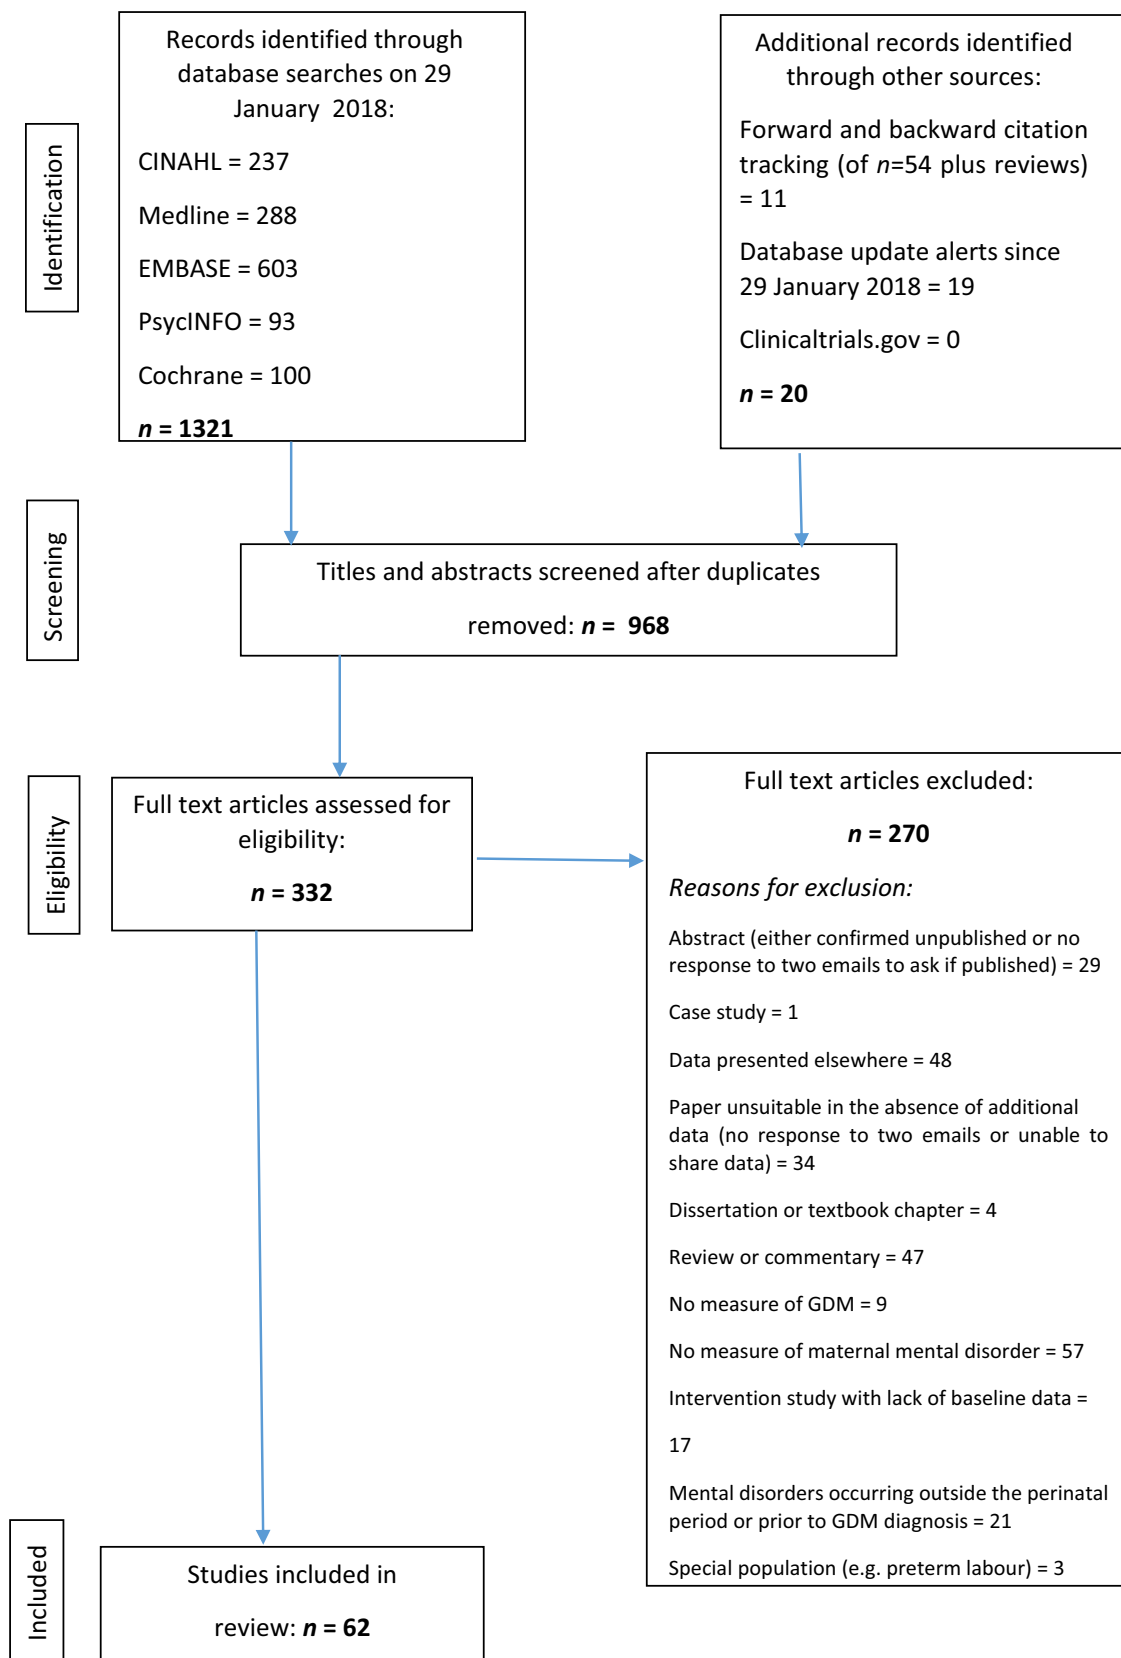 Identification
Records identified through
database searches on 29
January 2018:
CINAHL = 237
Medline = 288
EMBASE = 603
PsycINFO = 93
Cochrane = 100
n = 1321
Additional records identified
through other sources:
Forward and backward citation
tracking (of n=54 plus reviews)
= 11
Database update alerts since
29 January 2018 = 19
Clinicaltrials.gov = 0
n = 20
Screening
Titles and abstracts screened after duplicates
removed: n = 968
Eligibility
Full text articles assessed for
eligibility:
n = 332
Full text articles excluded:
n = 270
Reasons for exclusion:
Abstract (either confirmed unpublished or no
response to two emails to ask if published) = 29
Case study = 1
Data presented elsewhere = 48
Paper unsuitable in the absence of additional
data (no response to two emails or unable to
share data) = 34
Dissertation or textbook chapter = 4
Review or commentary = 47
No measure of GDM = 9
No measure of maternal mental disorder = 57
Intervention study with lack of baseline data =
17
Mental disorders occurring outside the perinatal
period or prior to GDM diagnosis = 21
Special population (e.g. preterm labour) = 3
Included
Studies included in
review: n = 62